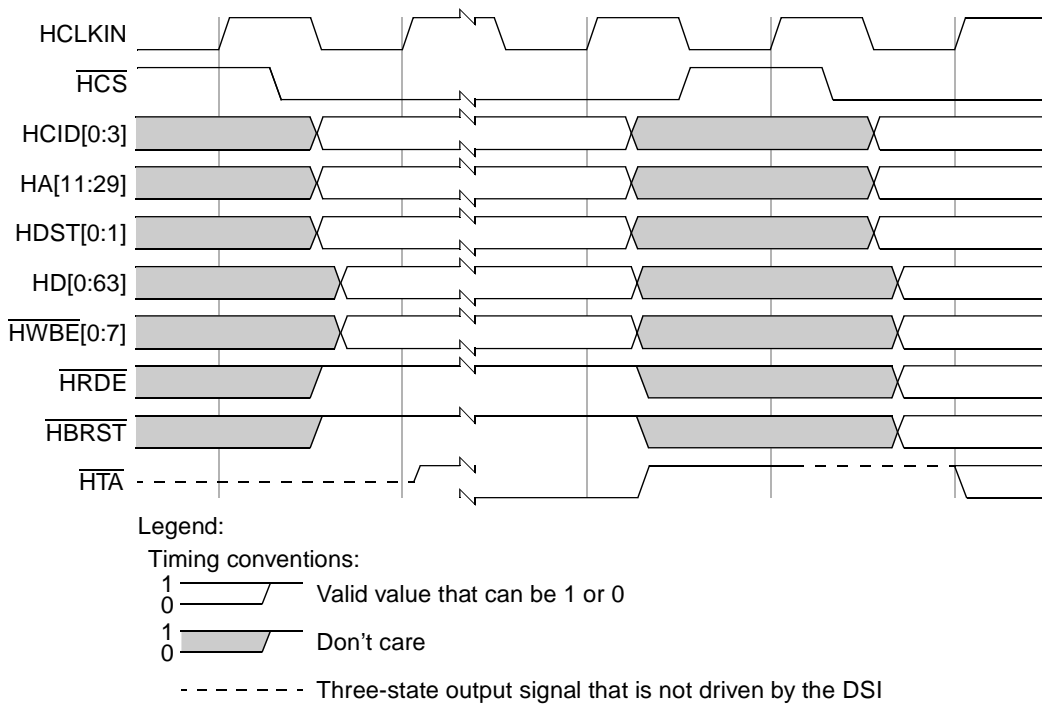 HCLKIN
HCS
HCID[0:3]
HA[11:29]
HDST[0:1]
HD[0:63]
HWBE[0:7]
HRDE
HBRST
HTA
Legend:
Timing conventions:
1
0
Valid value that can be 1 or 0
1
0
Don't care
Three-state output signal that is not driven by the DSI